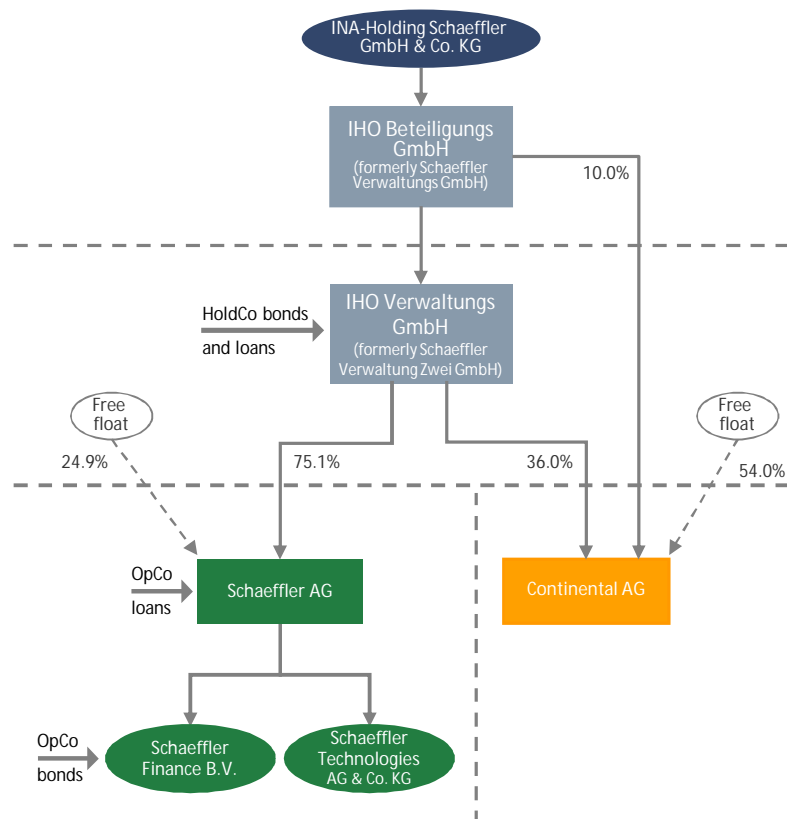 INA-Holding Schaeffler
GmbH & Co. KG
IHO Beteiligungs
GmbH
(formerly Schaeffler
Verwaltungs GmbH)
10.0%
HoldCo bonds
and loans
IHO Verwaltungs
GmbH
(formerly Schaeffler
Verwaltung Zwei GmbH)
Free
float
24.9%
75.1%
36.0%
Free
float
54.0%
OpCo
loans
Schaeffler AG
Continental AG
OpCo
bonds
Schaeffler
Finance B.V.
Schaeffler
Technologies
AG & Co. KG